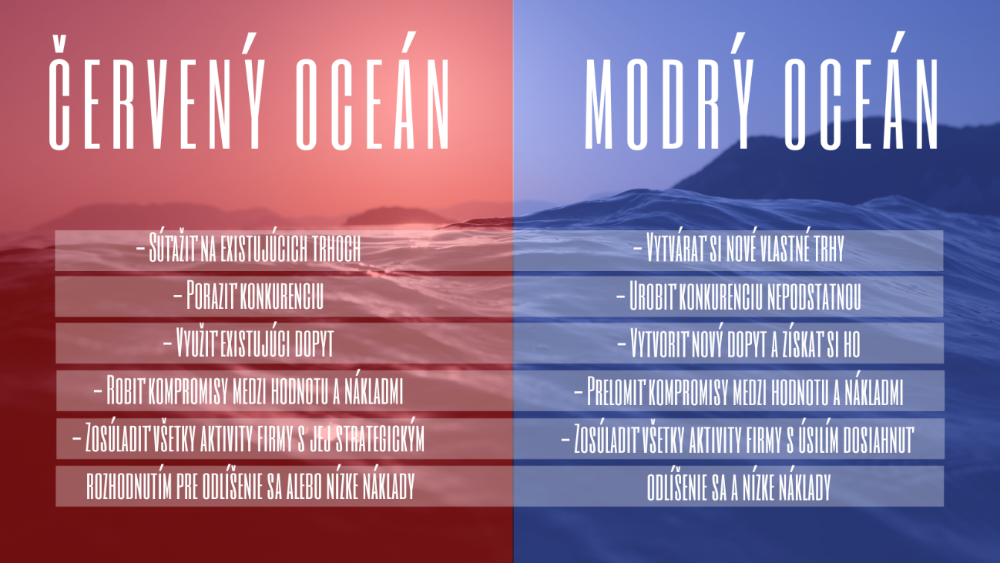 ČERVENÝ OCEÁN
– SÚŤAŽIŤ NA EXISTUJÚCICH TRHOCH
– PORAZIŤ KONKURENCIU
– VYUŽIŤ EXISTUJÚCI DOPYT
– ROBIŤ KOMPROMISY MEDZI HODNOTU A NÁKLADMI
– ZOSÚLADIŤ VŠETKY AKTIVITY FIRMY S JEJ STRATEGICKÝM
ROZHODNUTÍM PRE ODLÍŠENIE SA ALEBO NÍZKE NÁKLADY
MODRÝ OCEÁN
– VYTVÁRAŤ SI NOVÉ VLASTNÉ TRHY
– UROBIŤ KONKURENCIU NEPODSTATNOU
– VYTVORIŤ NOVÝ DOPYT A ZÍSKAŤ SI HO
– PRELOMIŤ KOMPROMISY MEDZI HODNOTU A NÁKLADMI
– ZOSÚLADIŤ VŠETKY AKTIVITY FIRMY S ÚSILÍM DOSIAHNUŤ
ODLÍŠENIE SA A NÍZKE NÁKLADY